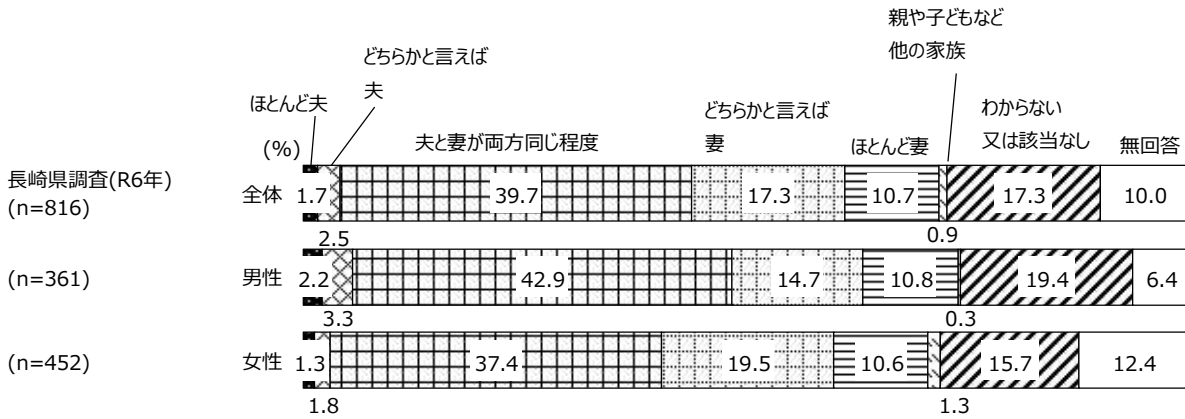 親や子どもなど
他の家族
どちらかと言えば
夫
ほとんど夫
どちらかと言えば
妻
わからない
又は該当なし
(%)
夫と妻が両方同じ程度
ほとんど妻
無回答
長崎県調査(R6年)
(n=816)
全体 1.7 39.7 17.3 10.7 17.3 10.0
2.5 0.9
(n=361) 男性 2.2 42.9 14.7 10.8 19.4 6.4
3.3 0.3
(n=452) 女性 1.3 37.4 19.5 10.6 15.7 12.4
1.8 1.3